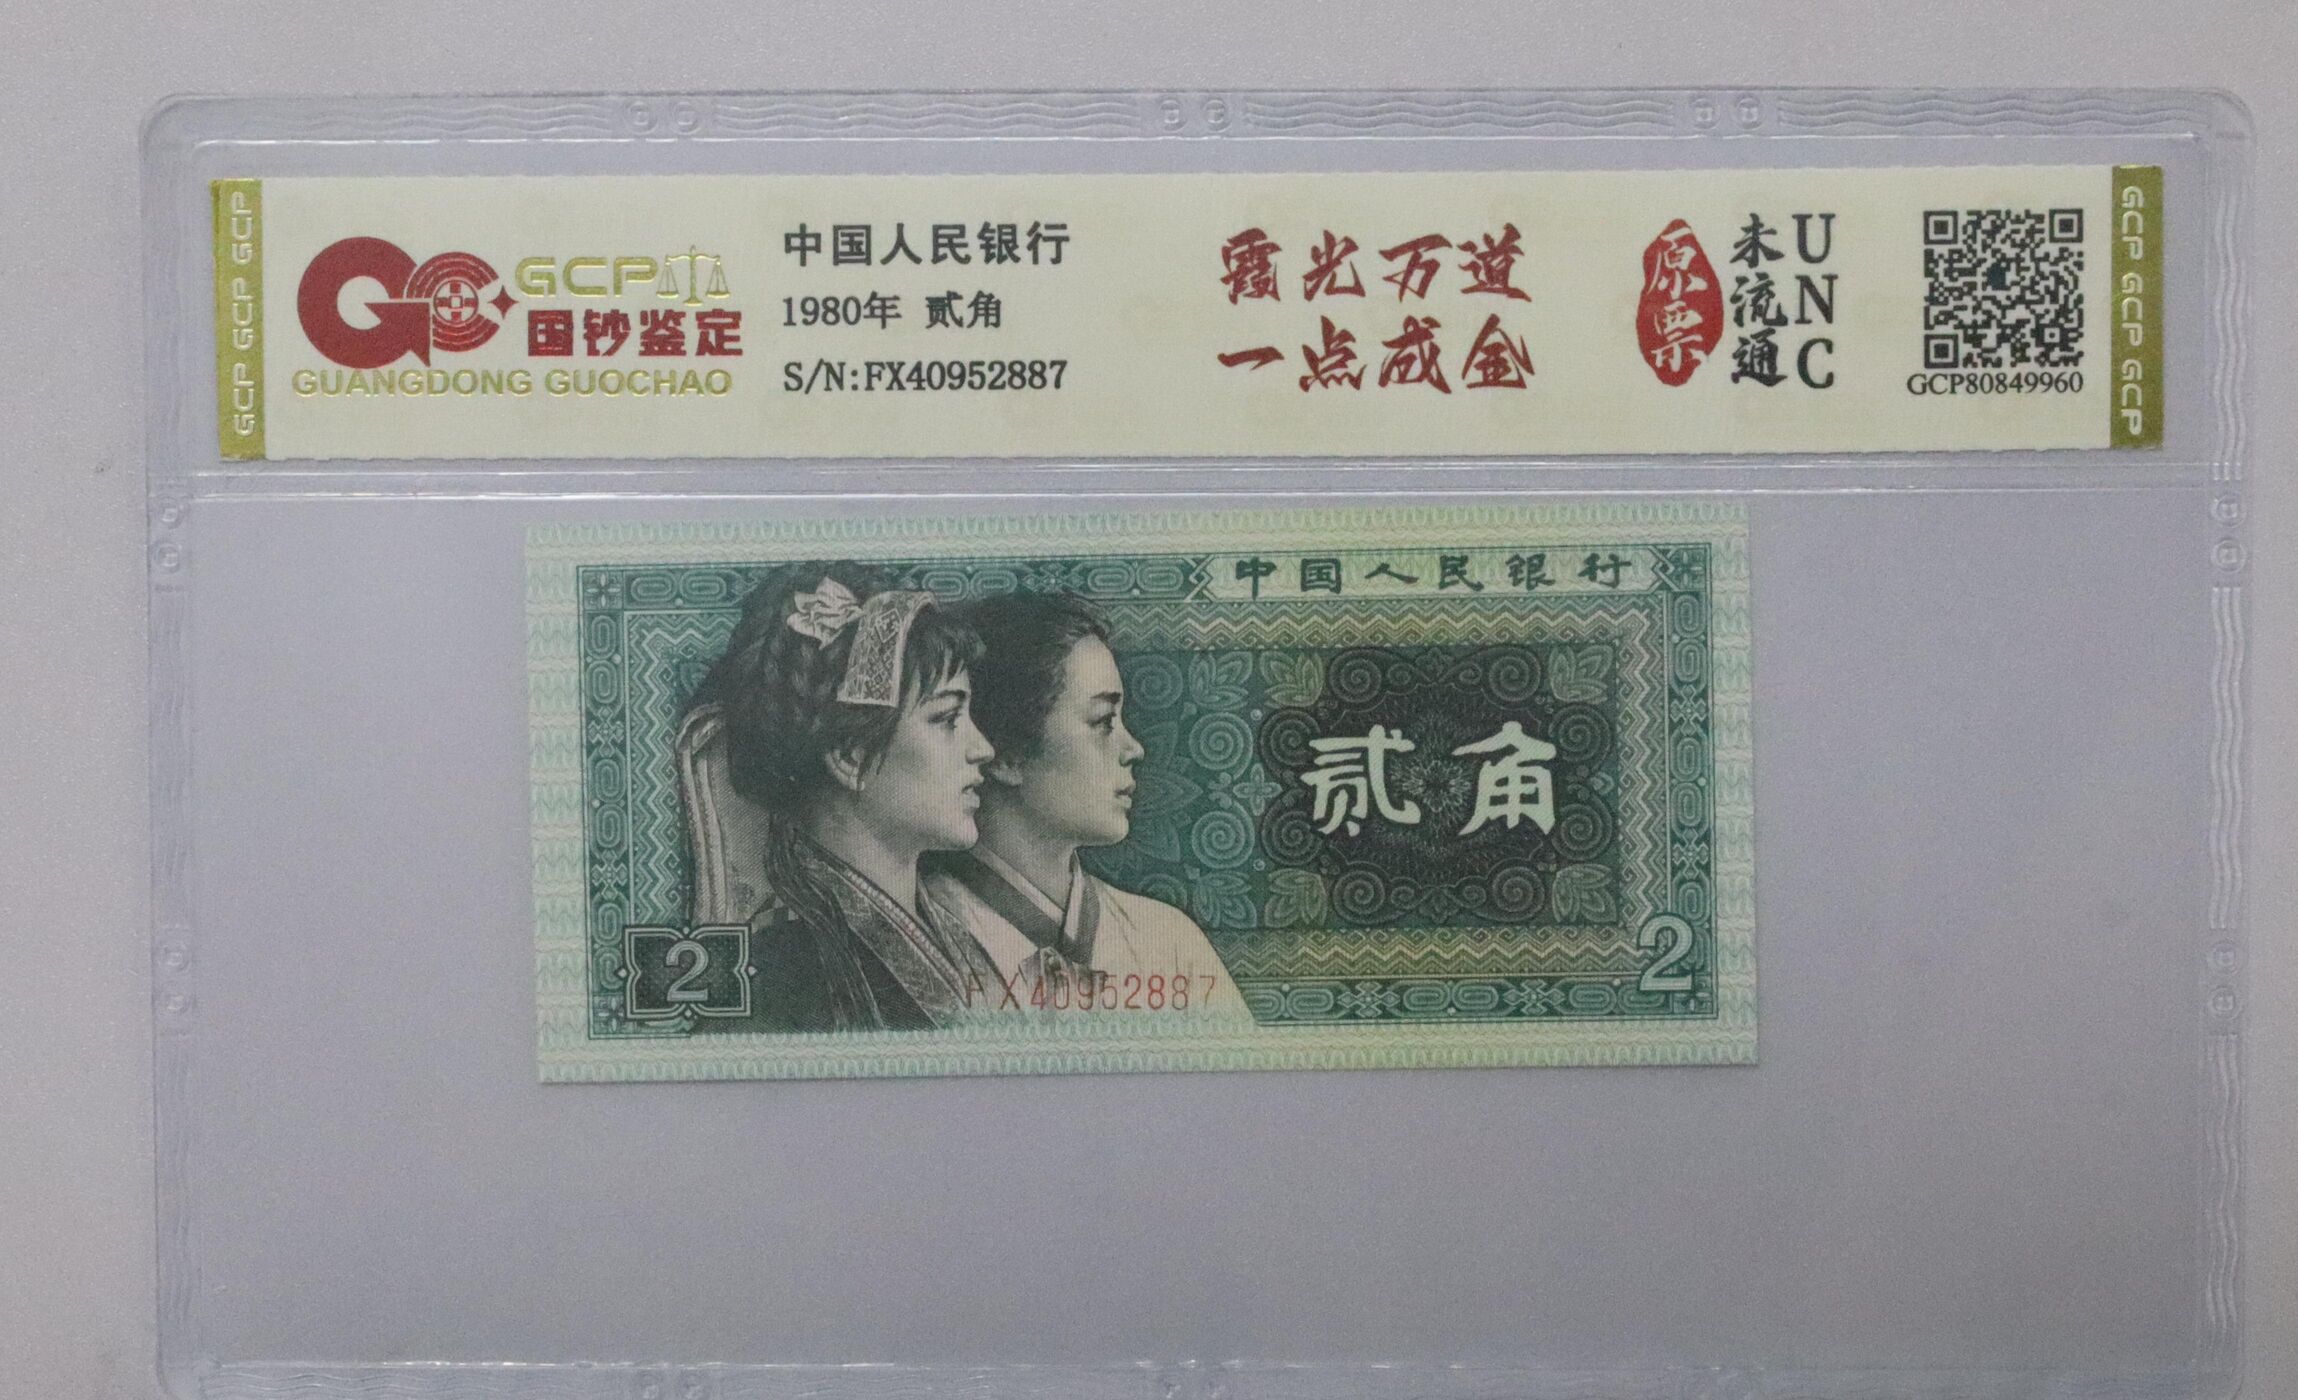 GCP GCP GCP
GCP
国钞鉴定
GUANGDONG GUOCHAO
中国人民银行
1980年 贰角
S/N:FX40952887
霞光万道
一点成金
原票
未流通
UNC
GCP80849960
GCP GCP GCP
中国人民银行
贰角
2
FX40952887
2